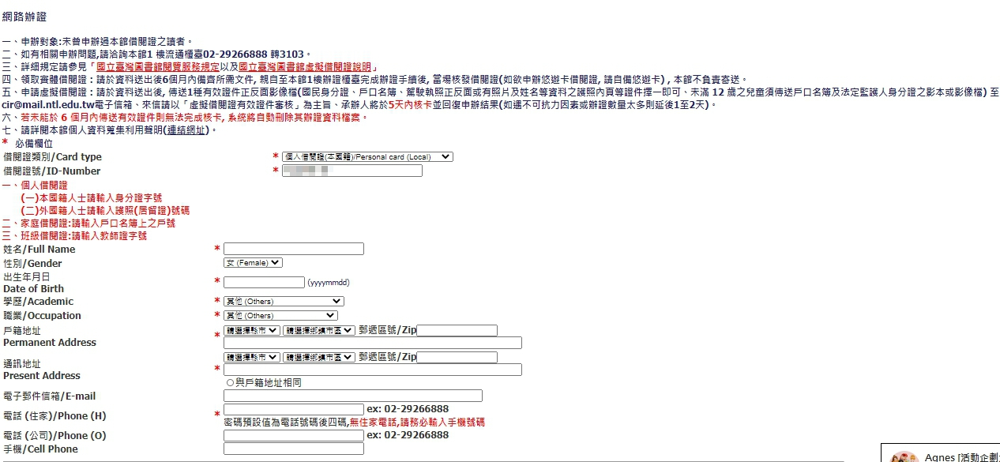 網路辦證
一、申辦對象:未曾申辦過本館借閱證之讀者。
二、如有相關申辦問題,請洽詢本館1 樓流通櫃臺02-29266888 轉3103。
三、詳細規定請參見「國立臺灣圖書館閱覽服務規定以及國立臺灣圖書館虛擬借閱證說明」
四、領取實體借閱證：請於資料送出後6個月內備齊所需文件, 親自至本館1樓辦證櫃臺完成辦證手續後, 當場核發借閱證(如欲申辦悠遊卡借閱證, 請自備悠遊卡) , 本館不負責寄送。
五、申請虛擬借閱證：請於資料送出後, 傳送1種有效證件正反面影像檔(國民身分證、戶口名簿、駕駛執照正反面或有照片及姓名等資料之護照內頁等證件擇一即可、未滿 12 歲之兒童須傳送戶口名簿及法定監護人身分證之影本或影像檔) 至
cir@mail.ntl.edu.tw電子信箱、來信請以「虛擬借閱證有效證件審核」為主旨、承辦人將於5天內核卡並回復申辦結果(如遇不可抗力因素或辦證數量太多則延後1至2天)。
六、若未能於 6 個月內傳送有效證件則無法完成核卡, 系統將自動刪除其辦證資料檔案。
七、請詳閱本館個人資料蒐集利用聲明(連結網址)。
* 必備欄位
借閱證類別/Card type * 個人借閱證(本國籍)/Personal card (Local)
借閱證號/ID-Number *
一、個人借閱證
(一)本國籍人士請輸入身分證字號
(二)外國籍人士請輸入護照(居留證)號碼
二、家庭借閱證:請輸入戶口名簿上之戶號
三、班級借閱證:請輸入教師證字號
姓名/Full Name *
性別/Gender 女 (Female)
出生年月日
Date of Birth * (yyyymmdd)
學歷/Academic * 其他 (Others)
職業/Occupation * 其他 (Others)
戶籍地址 請選擇縣市 請選擇鄉鎮市區 郵遞區號/Zip
Permanent Address *
通訊地址 請選擇縣市 請選擇鄉鎮市區 郵遞區號/Zip
Present Address *
與戶籍地址相同
電子郵件信箱/E-mail
電話 (住家)/Phone (H) * ex: 02-29266888
密碼預設值為電話號碼後四碼,無住家電話,請務必輸入手機號碼
電話 (公司)/Phone (O) ex: 02-29266888
手機/Cell Phone
Agnes [活動企劃